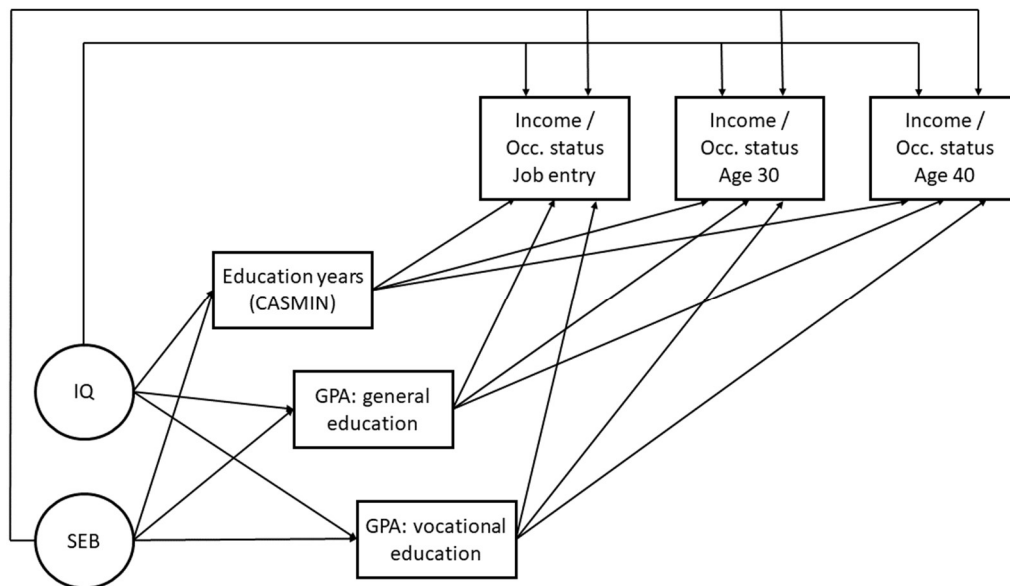 Income /
Occ. status
Job entry
Income /
Occ. status
Age 30
Income /
Occ. status
Age 40
Education years
(CASMIN)
IQ
GPA: general
education
SEB
GPA: vocational
education